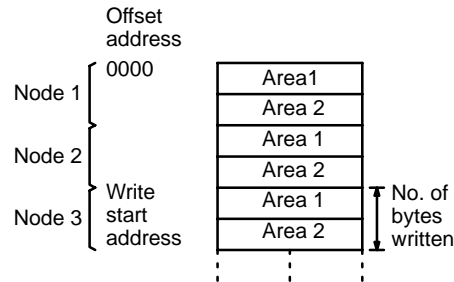 Offset
address
0000
Node 1
Area1
Area 2
Node 2
Area 1
Area 2
Node 3
Write
start
address
Area 1
Area 2
No. of
bytes
written